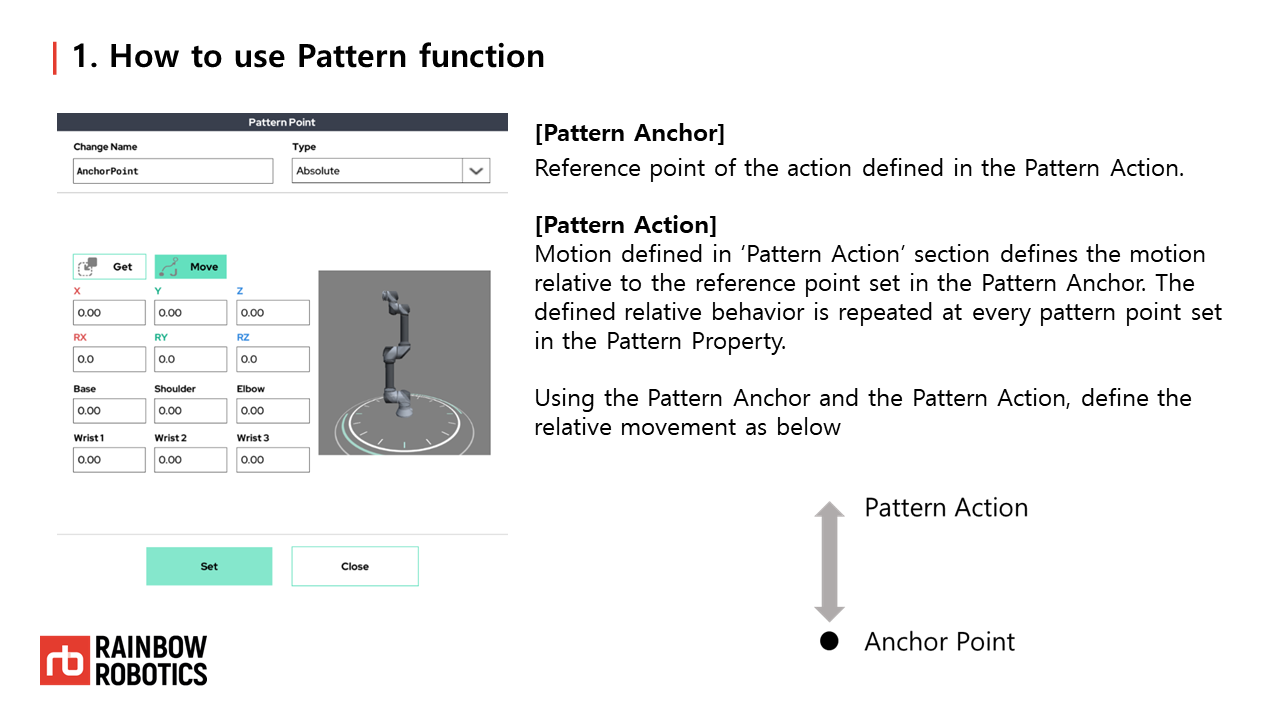 1. How to use Pattern function
Pattern Point
Change Name
Type
AnchorPoint
Absolute
Get
Move
X
Y
Z
0.00
0.00
0.00
RX
RY
RZ
0.0
0.0
0.0
Base
Shoulder
Elbow
0.00
0.00
0.00
Wrist 1
Wrist 2
Wrist 3
0.00
0.00
0.00
Set
Close
[Pattern Anchor]
Reference point of the action defined in the Pattern Action.
[Pattern Action]
Motion defined in ‘Pattern Action’ section defines the motion
relative to the reference point set in the Pattern Anchor. The
defined relative behavior is repeated at every pattern point set
in the Pattern Property.
Using the Pattern Anchor and the Pattern Action, define the
relative movement as below
Pattern Action
Anchor Point
rb
RAINBOW
ROBOTICS